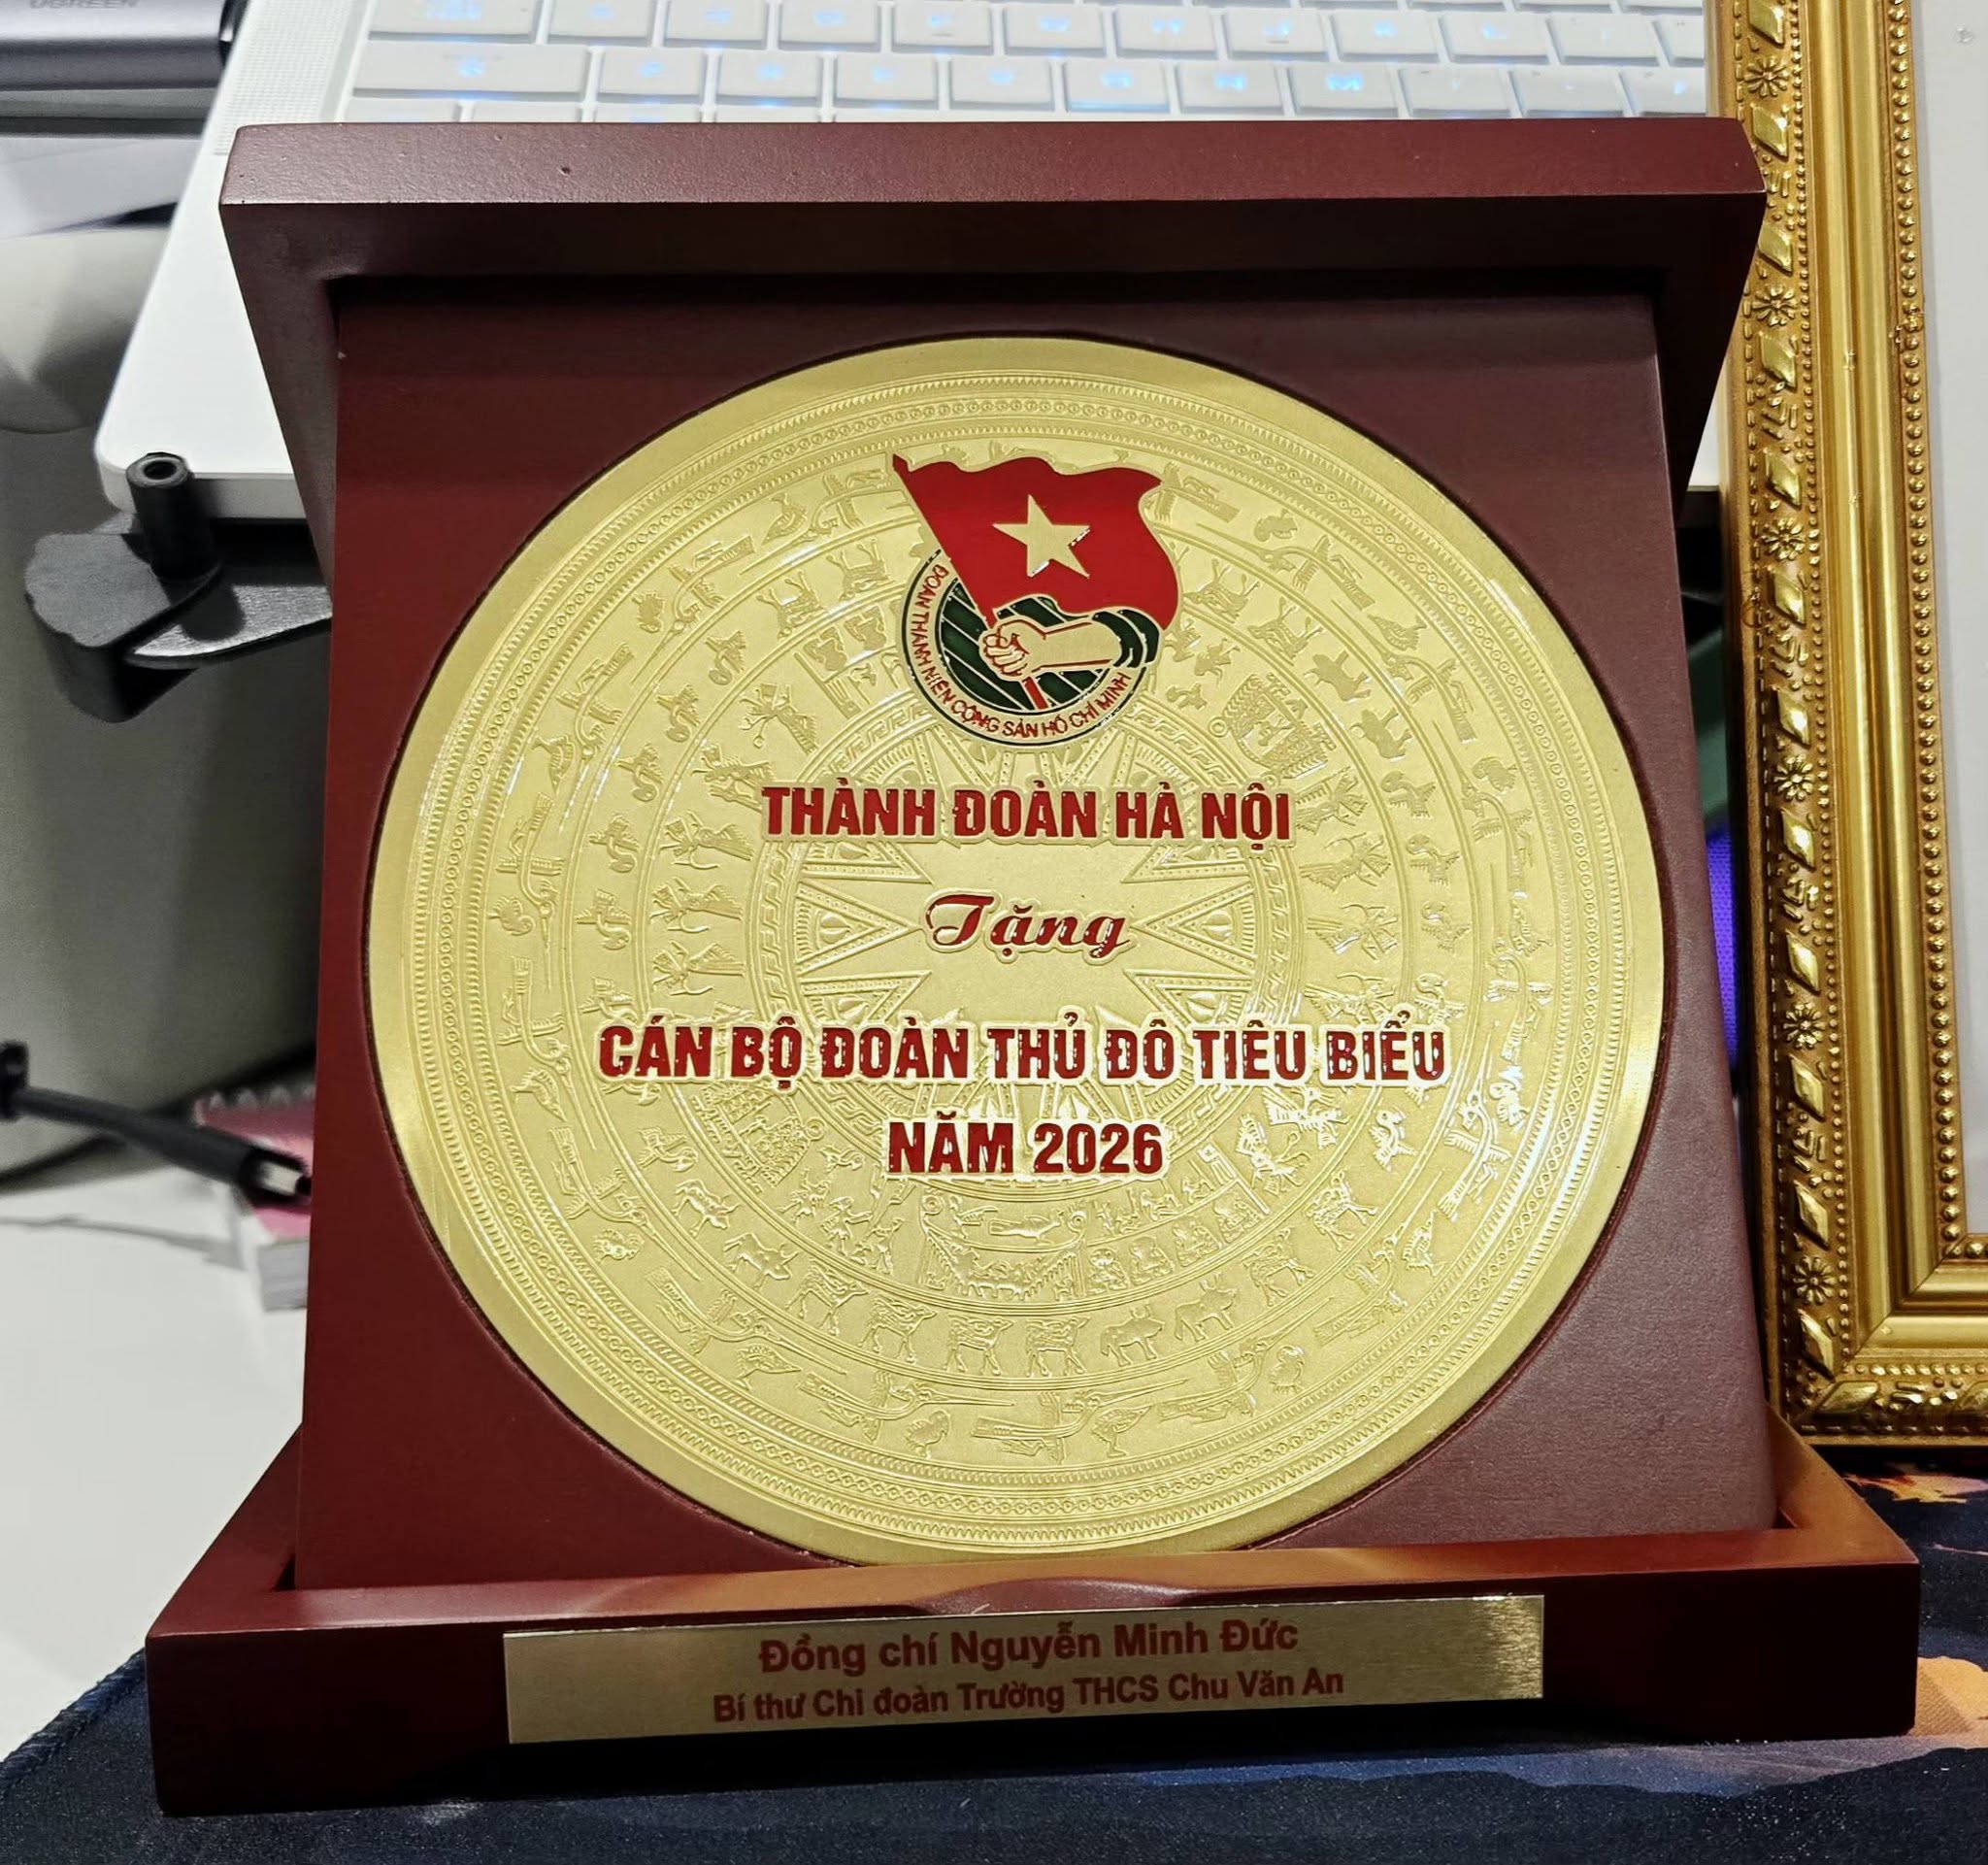 UGREEN
ĐOÀN THANH NIÊN CỘNG SẢN HỒ CHÍ MINH
THÀNH ĐOÀN HÀ NỘI
Tặng
CÁN BỘ ĐOÀN THỦ ĐÔ TIÊU BIỂU
NĂM 2026
Đồng chí Nguyễn Minh Đức
Bí thư Chi đoàn Trường THCS Chu Văn An